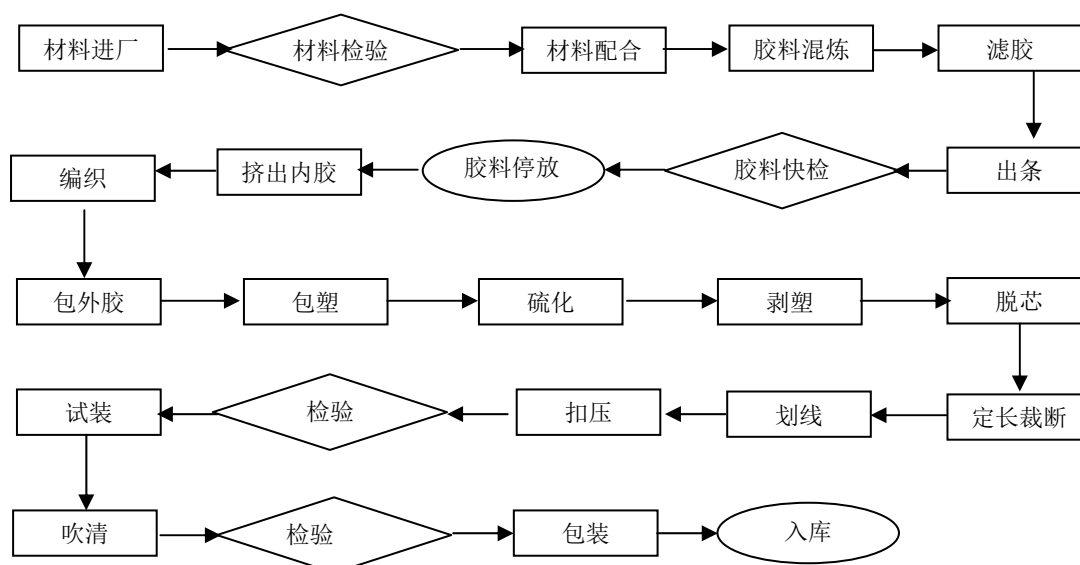 材料进厂
材料检验
材料配合
胶料混炼
滤胶
出条
胶料快检
胶料停放
挤出内胶
编织
包外胶
包塑
硫化
剥塑
脱芯
定长裁断
划线
扣压
检验
试装
吹清
检验
包装
入库